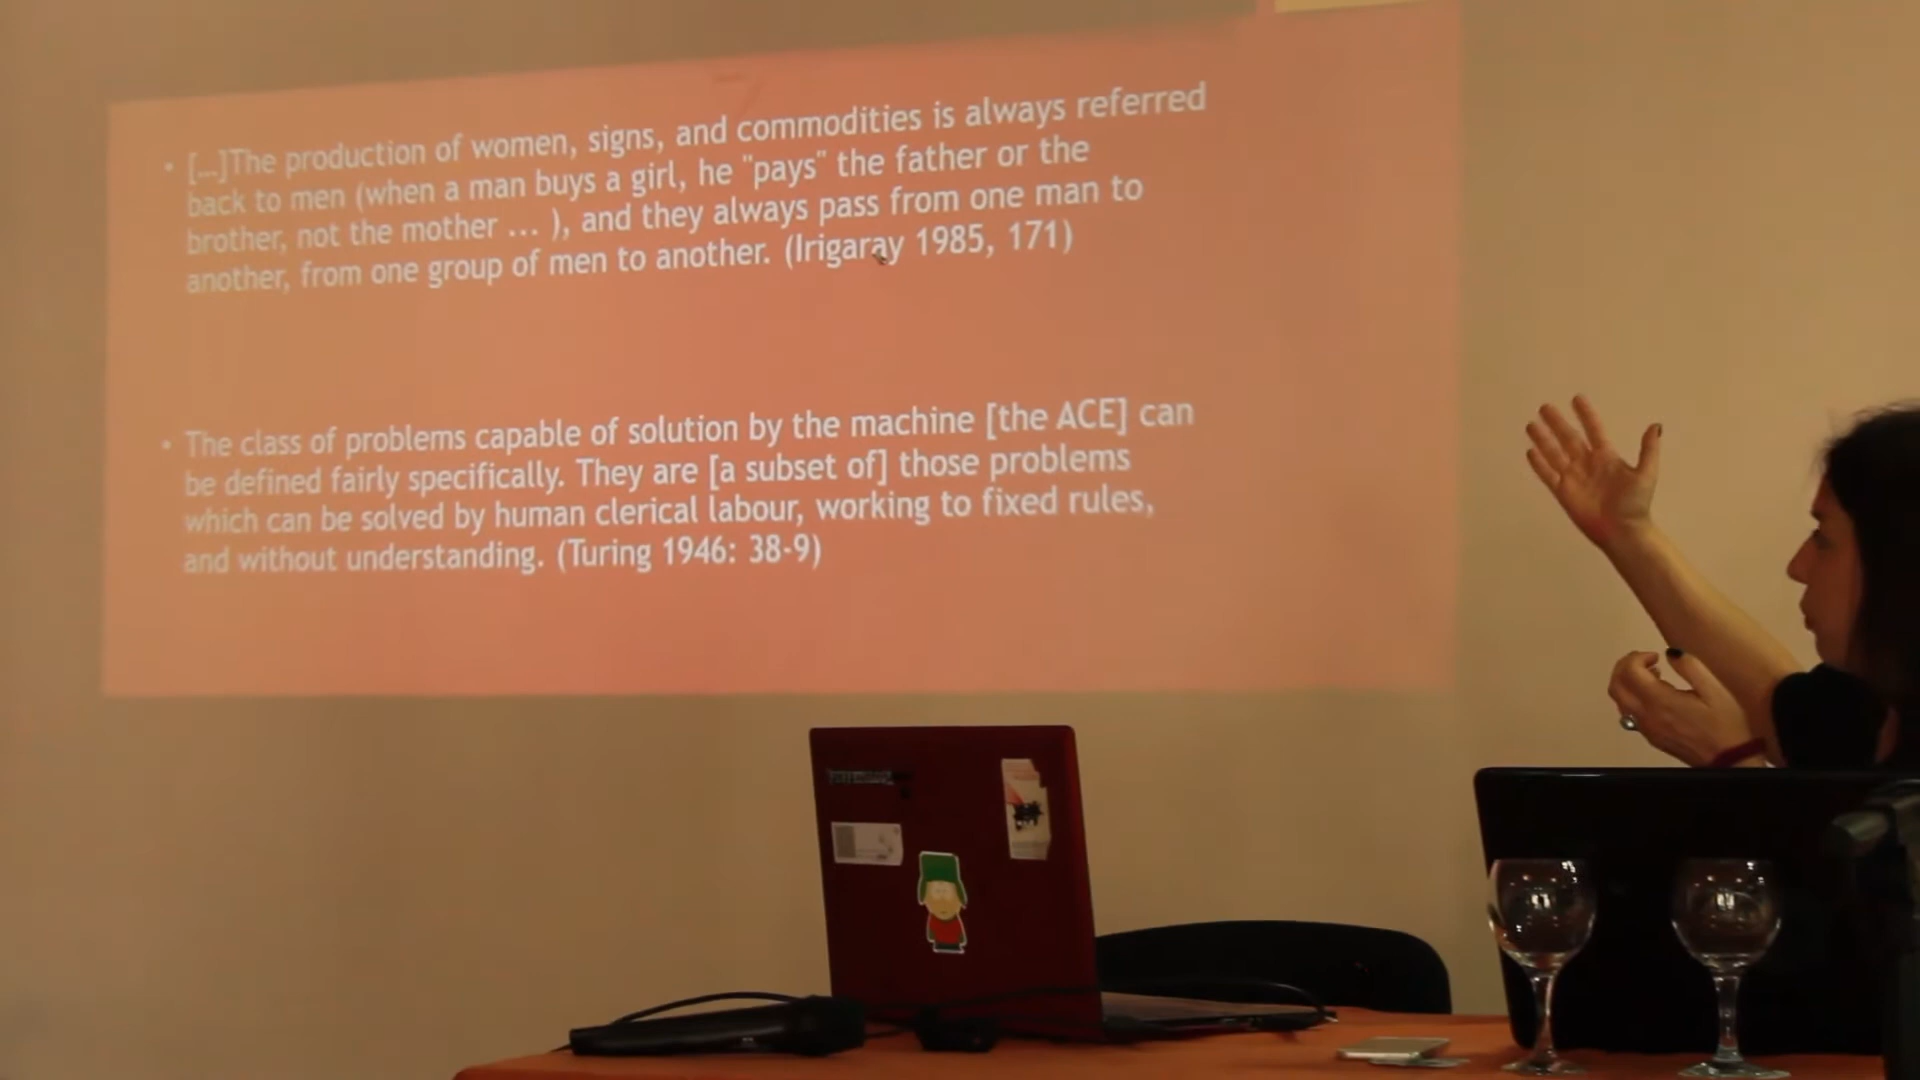 • [...]The production of women, signs, and commodities is always referred
back to men (when a man buys a girl, he "pays" the father or the
brother, not the mother ... ), and they always pass from one man to
another, from one group of men to another. (Irigaray 1985, 171)
• The class of problems capable of solution by the machine [the ACE] can
be defined fairly specifically. They are [a subset of] those problems
which can be solved by human clerical labour, working to fixed rules,
and without understanding. (Turing 1946: 38-9)